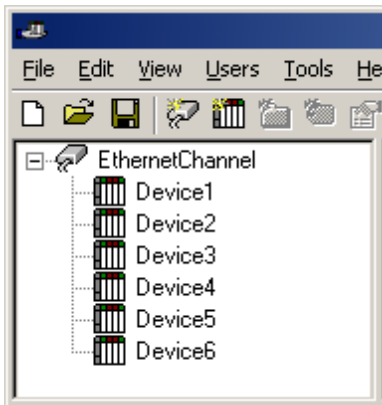 File Edit View Users Tools He
EthernetChannel
Device1
Device2
Device3
Device4
Device5
Device6